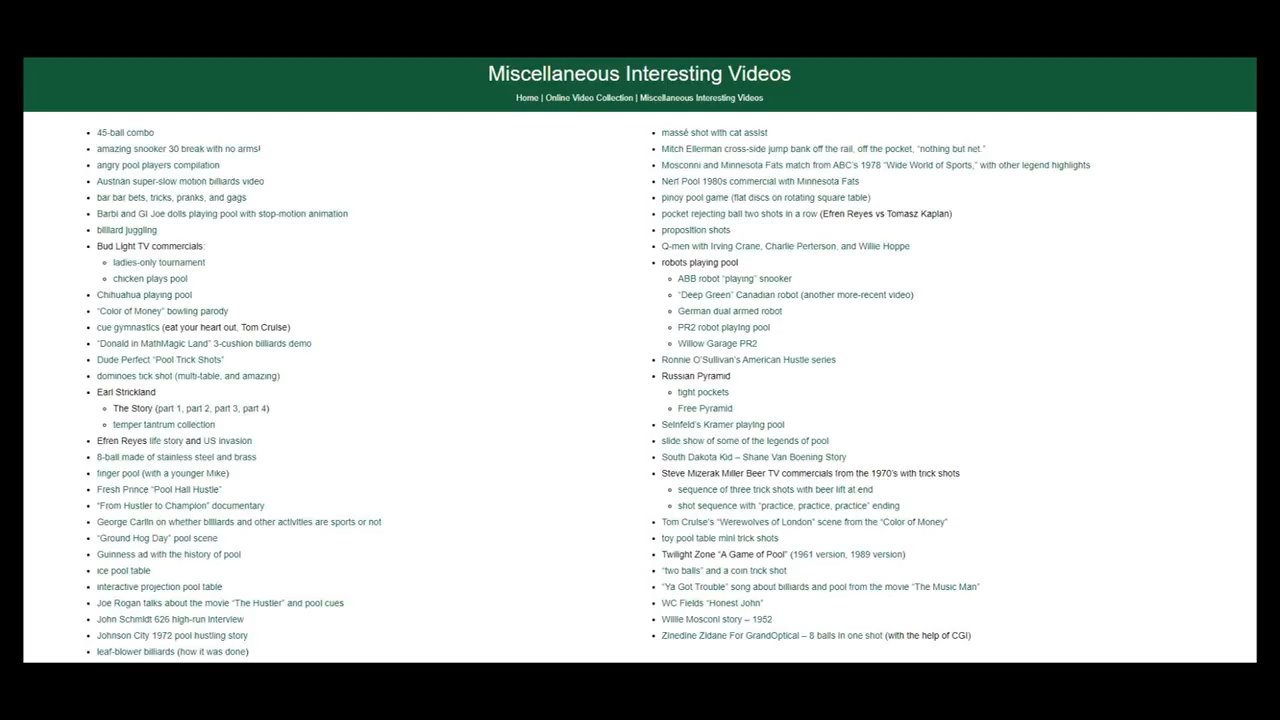 Miscellaneous Interesting Videos
Home | Online Video Collection | Miscellaneous Interesting Videos
45-ball combo
amazing snooker 30 break with no arms!
angry pool players compilation
Austrian super-slow motion billiards video
bar bar bets, tricks, pranks, and gags
Barbi and GI Joe dolls playing pool with stop-motion animation
billiard juggling
Bud Light TV commercials:
ladies-only tournament
chicken plays pool
Chihuahua playing pool
“Color of Money” bowling parody
cue gymnastics (eat your heart out, Tom Cruise)
“Donald in MathMagic Land” 3-cushion billiards demo
Dude Perfect “Pool Trick Shots”
dominoes tick shot (multi-table, and amazing)
Earl Strickland
The Story (part 1, part 2, part 3, part 4)
temper tantrum collection
Efren Reyes life story and US invasion
8-ball made of stainless steel and brass
finger pool (with a younger Mike)
Fresh Prince “Pool Hall Hustle”
“From Hustler to Champion” documentary
George Carlin on whether billiards and other activities are sports or not
“Ground Hog Day” pool scene
Guinness ad with the history of pool
ice pool table
interactive projection pool table
Joe Rogan talks about the movie “The Hustler” and pool cues
John Schmidt 626 high-run interview
Johnson City 1972 pool hustling story
leaf-blower billiards (how it was done)
massé shot with cat assist
Mitch Ellerman cross-side jump bank off the rail, off the pocket, “nothing but net.”
Mosconni and Minnesota Fats match from ABC’s 1978 “Wide World of Sports,” with other legend highlights
Nerf Pool 1980s commercial with Minnesota Fats
pinoy pool game (flat discs on rotating square table)
pocket rejecting ball two shots in a row (Efren Reyes vs Tomasz Kaplan)
proposition shots
Q-men with Irving Crane, Charlie Perterson, and Willie Hoppe
robots playing pool
ABB robot “playing” snooker
“Deep Green” Canadian robot (another more-recent video)
German dual armed robot
PR2 robot playing pool
Willow Garage PR2
Ronnie O’Sullivan’s American Hustle series
Russian Pyramid
tight pockets
Free Pyramid
Seinfeld’s Kramer playing pool
slide show of some of the legends of pool
South Dakota Kid – Shane Van Boening Story
Steve Mizerak Miller Beer TV commercials from the 1970’s with trick shots
sequence of three trick shots with beer lift at end
shot sequence with “practice, practice, practice” ending
Tom Cruise’s “Werewolves of London” scene from the “Color of Money”
toy pool table mini trick shots
Twilight Zone “A Game of Pool” (1961 version, 1989 version)
“two balls” and a coin trick shot
“Ya Got Trouble” song about billiards and pool from the movie “The Music Man”
WC Fields “Honest John”
Willie Mosconi story – 1952
Zinedine Zidane For GrandOptical – 8 balls in one shot (with the help of CGI)